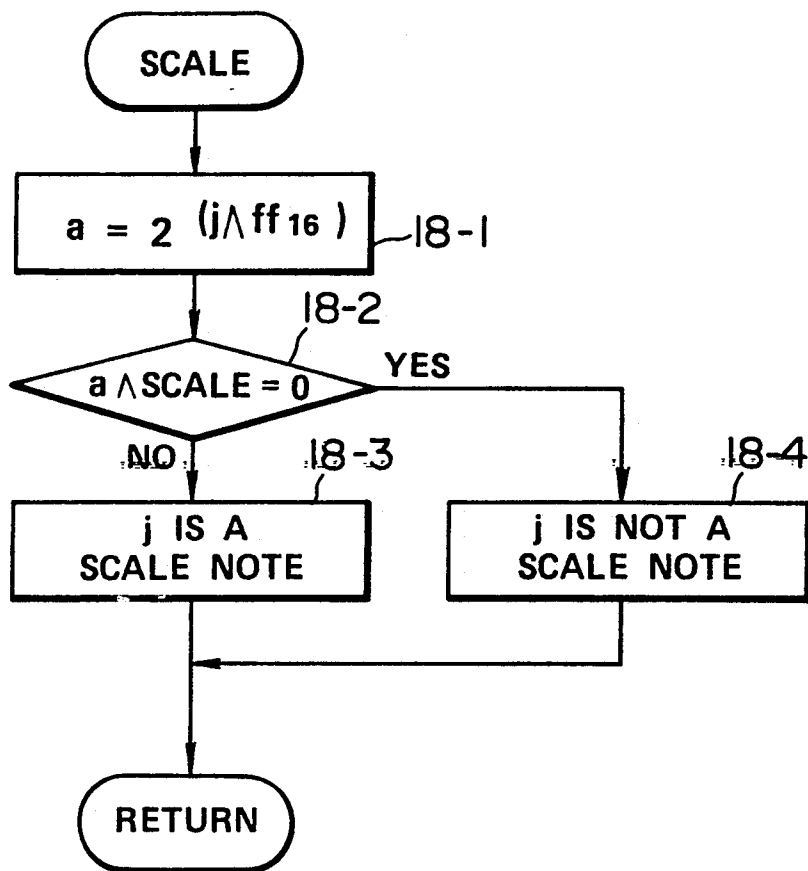 SCALE
a = 2 (j∧ff16)
18-1
18-2
a ∧ SCALE = 0
YES
NO
18-3
18-4
j IS A
SCALE NOTE
j IS NOT A
SCALE NOTE
RETURN